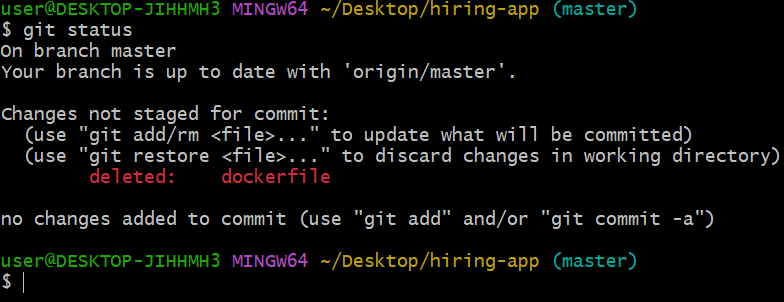 user@DESKTOP-JIHHMH3 MINGW64 ~/Desktop/hiring-app (master)
$ git status
On branch master
Your branch is up to date with 'origin/master'.
Changes not staged for commit:
  (use "git add/rm <file>..." to update what will be committed)
  (use "git restore <file>..." to discard changes in working directory)
        deleted:    dockerfile
no changes added to commit (use "git add" and/or "git commit -a")
user@DESKTOP-JIHHMH3 MINGW64 ~/Desktop/hiring-app (master)
$